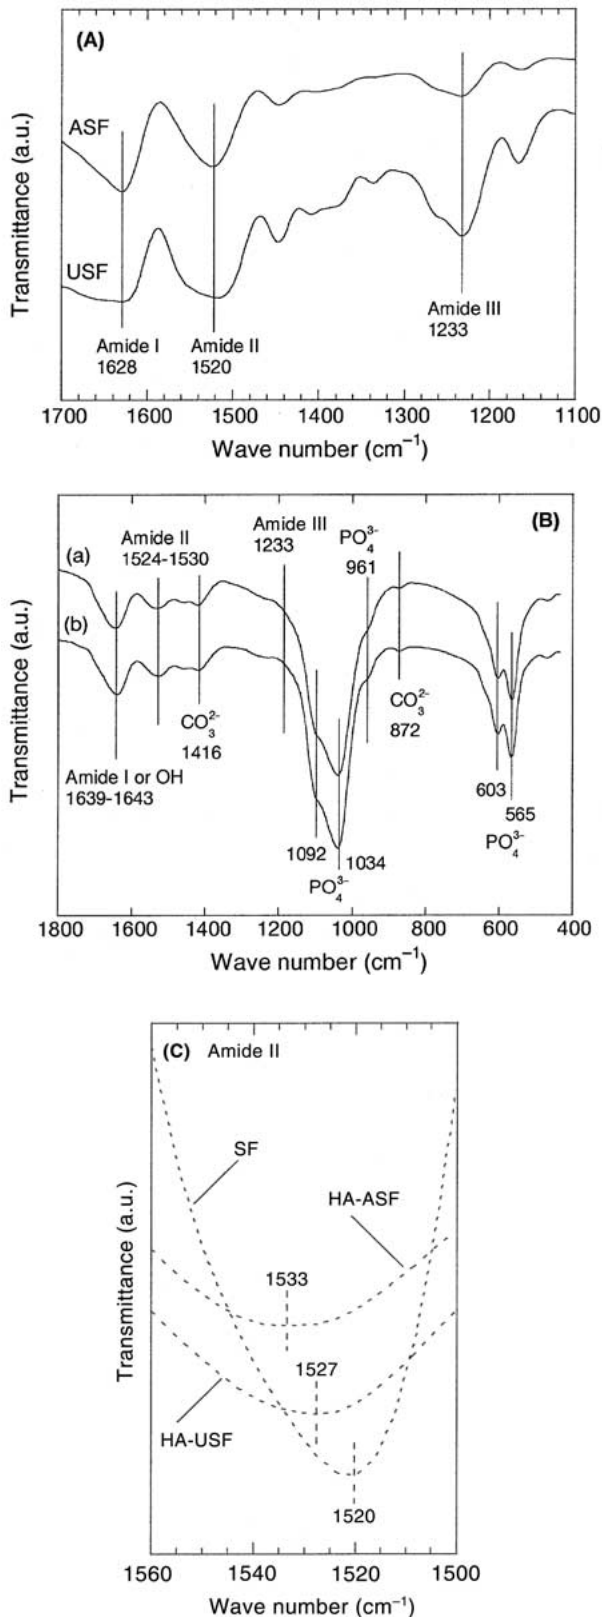 (A)
ASF
USF
Amide I
1628
Amide II
1520
Amide III
1233
Transmittance (a.u.)
1700 1600 1500 1400 1300 1200 1100
Wave number (cm⁻¹)
(B)
Amide II
1524-1530
Amide III
1233
PO₄³⁻
961
(a)
(b)
CO₃²⁻
1416
CO₃²⁻
872
Amide I or OH
1639-1643
1092
1034
PO₄³⁻
603
565
PO₄³⁻
Transmittance (a.u.)
1800 1600 1400 1200 1000 800 600 400
Wave number (cm⁻¹)
(C) Amide II
SF
HA-ASF
1533
1527
HA-USF
1520
Transmittance (a.u.)
1560 1540 1520 1500
Wave number (cm⁻¹)